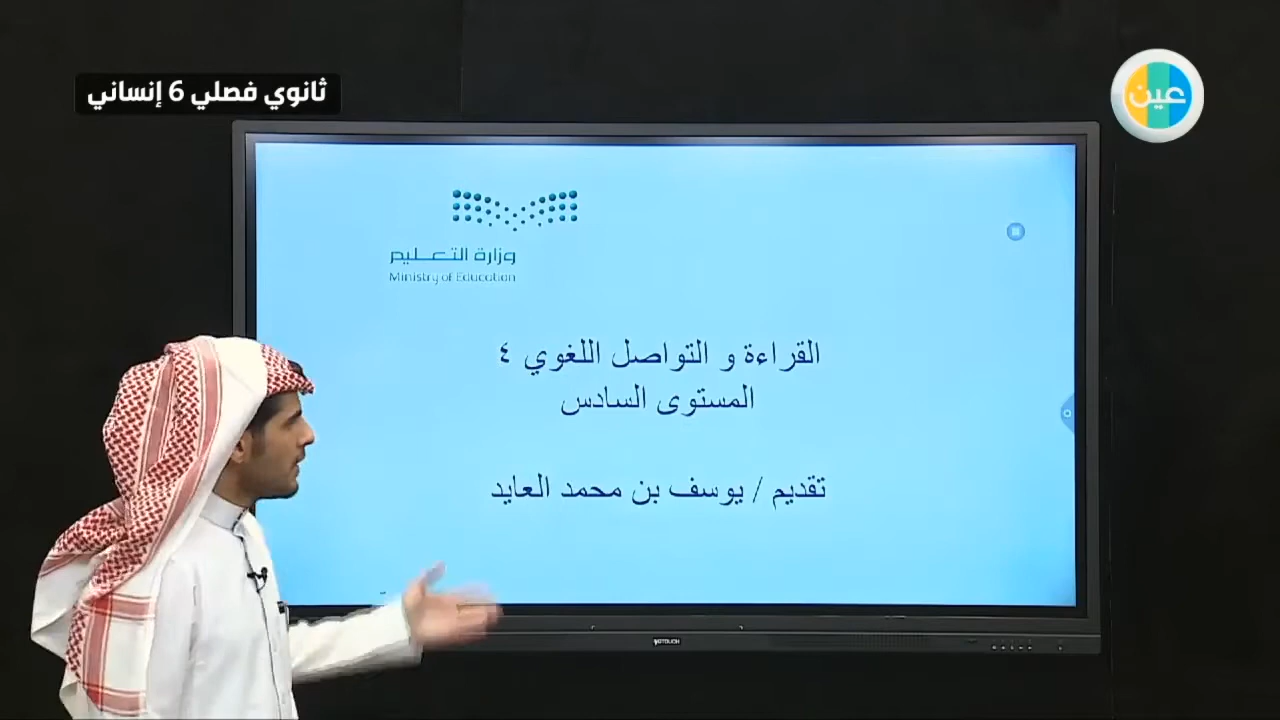 ثانوي فصلي 6 إنساني
عين
وزارة التعليم
Ministry of Education
القراءة و التواصل اللغوي ٤
المستوى السادس
تقديم / يوسف بن محمد العايد